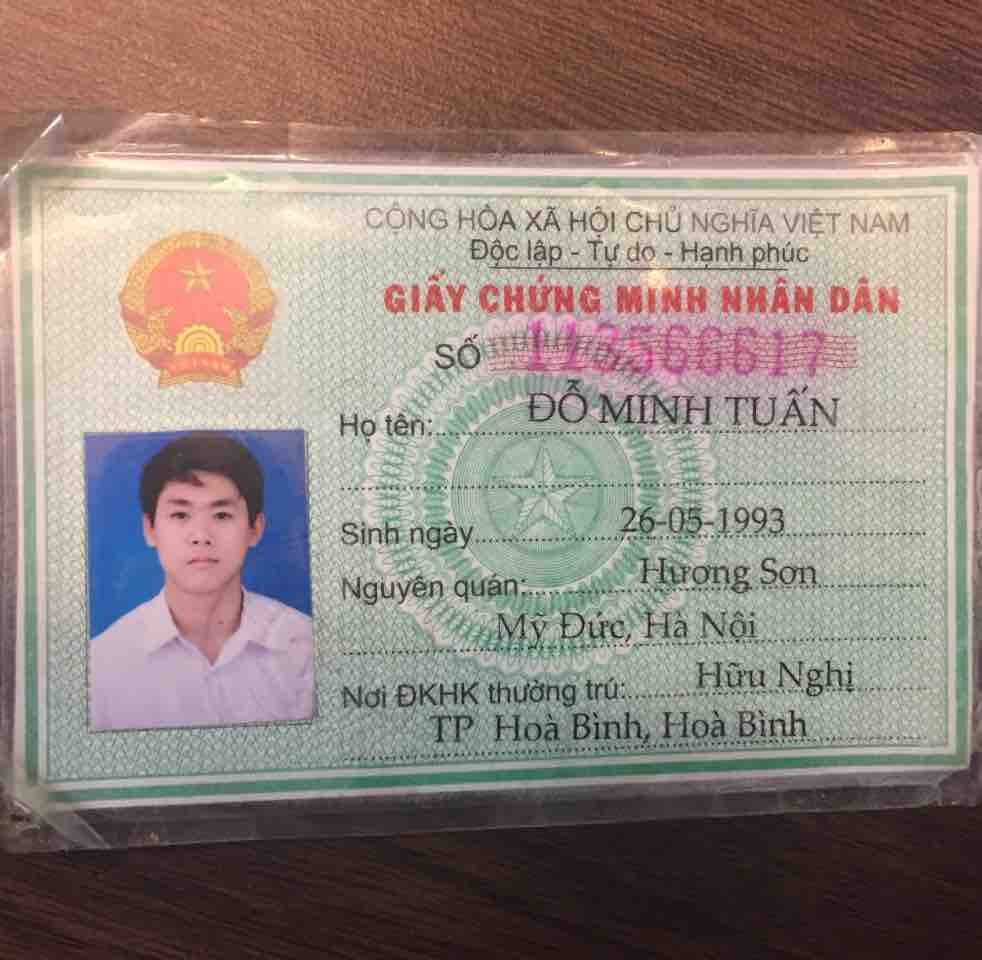 CỘNG HÒA XÃ HỘI CHỦ NGHĨA VIỆT NAM
Độc lập - Tự do - Hạnh phúc
GIẤY CHỨNG MINH NHÂN DÂN
SỐ 113566617
Họ tên: ĐỖ MINH TUẤN
Sinh ngày 26-05-1993
Nguyên quán: Hương Sơn
Mỹ Đức, Hà Nội
Nơi ĐKHK thường trú: Hữu Nghị
TP Hoà Bình, Hoà Bình